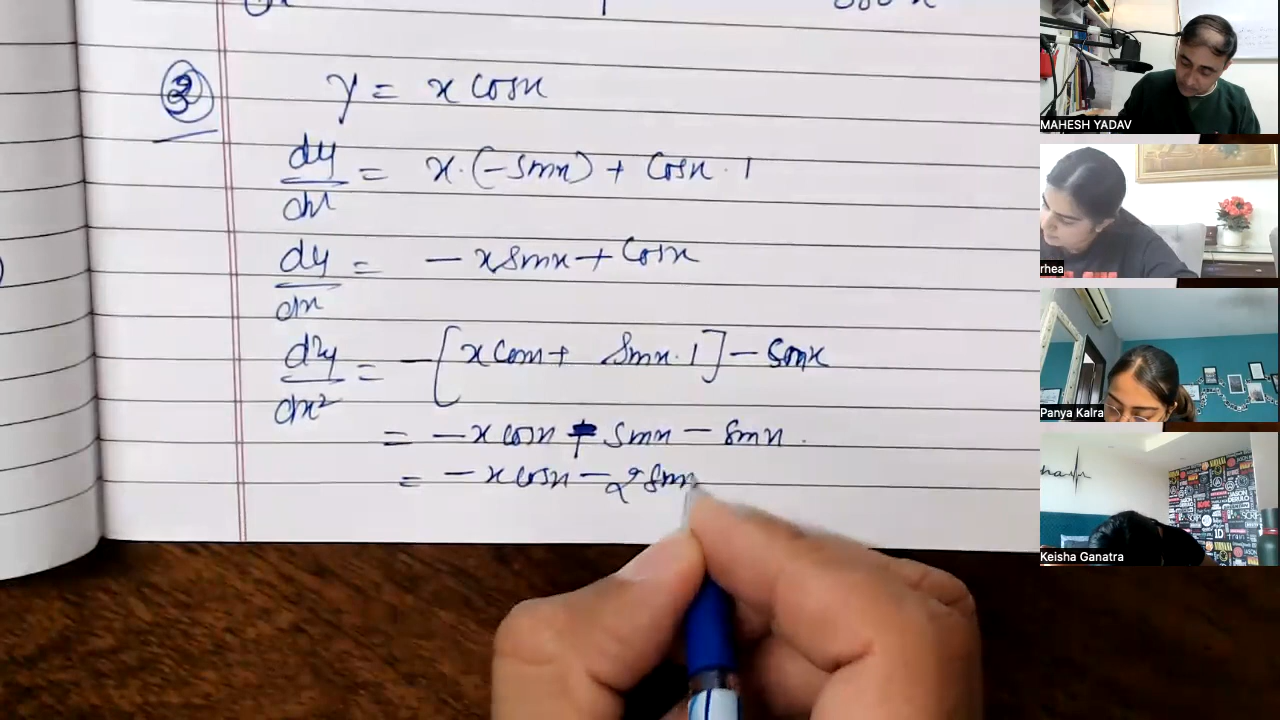 ② y = x cosx
dy/dx = x.(-sinx) + cosx . 1
dy/dx = - x sinx + cosx
d²y/dx² = - [x cosx + sinx . 1] - sinx
= - x cosx - sinx - sinx .
= - x cosx - 2 sinx
MAHESH YADAV
rhea
Panya Kalra
Keisha Ganatra